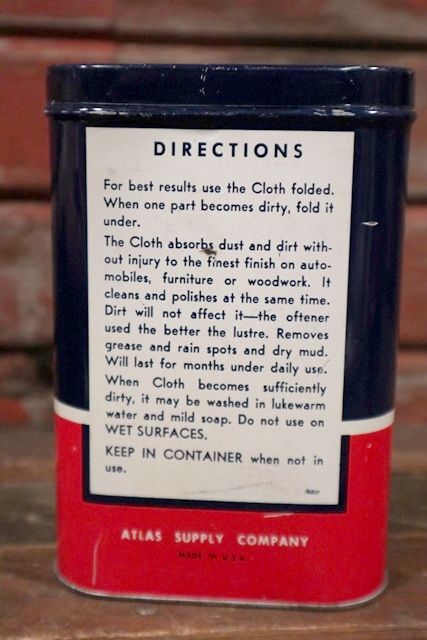 DIRECTIONS
For best results use the Cloth folded.
When one part becomes dirty, fold it
under.
The Cloth absorbs dust and dirt with-
out injury to the finest finish on auto-
mobiles, furniture or woodwork. It
cleans and polishes at the same time.
Dirt will not affect it—the oftener
used the better the lustre. Removes
grease and rain spots and dry mud.
Will last for months under daily use.
When Cloth becomes sufficiently
dirty, it may be washed in lukewarm
water and mild soap. Do not use on
WET SURFACES.
KEEP IN CONTAINER when not in
use.
ATLAS SUPPLY COMPANY
MADE IN U.S.A.